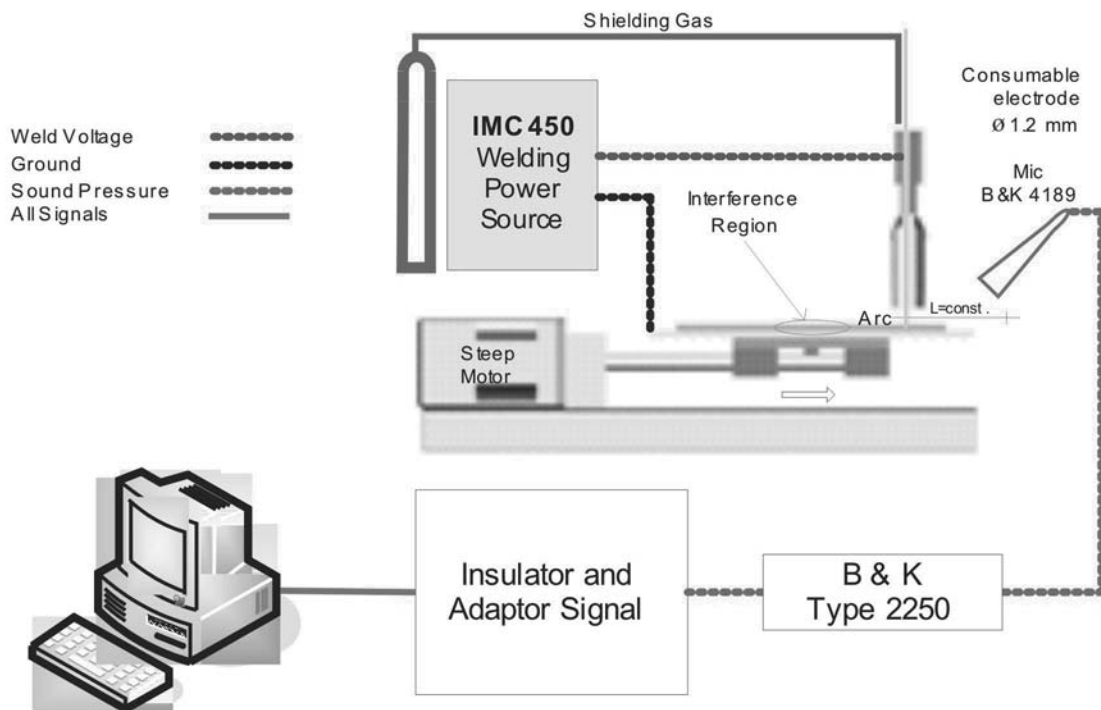 Shielding Gas
Consumable
electrode
Ø 1.2 mm
IMC 450
Welding
Power
Source
Weld Voltage
Ground
Sound Pressure
All Signals
Mic
B&K 4189
Interference
Region
L=const .
Arc
Steep
Motor
Insulator and
Adaptor Signal
B & K
Type 2250